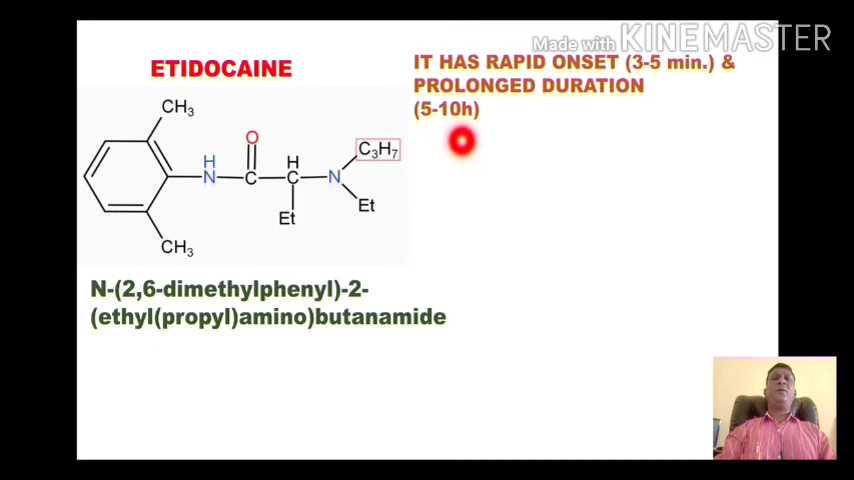 Made with KINEMASTER
ETIDOCAINE
IT HAS RAPID ONSET (3-5 min.) &
PROLONGED DURATION
(5-10h)
CH3
O
H
N
C
H
C
N
C3H7
Et
Et
CH3
N-(2,6-dimethylphenyl)-2-
(ethyl(propyl)amino)butanamide